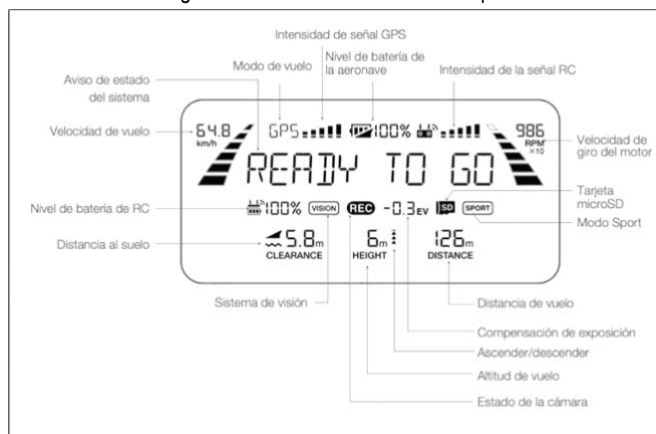 Intensidad de señal GPS
Nivel de batería de
la aeronave
Modo de vuelo
Intensidad de la señal RC
Aviso de estado
del sistema
Velocidad de vuelo
64.8
km/h
GPS
100%
986
RPM
×10
Velocidad de
giro del motor
READY TO GO
Tarjeta
microSD
Nivel de batería de RC
100%
VISION
REC
-0.3EV
SD
SPORT
Modo Sport
Distancia al suelo
5.8m
CLEARANCE
6m
HEIGHT
126m
DISTANCE
Sistema de visión
Distancia de vuelo
Compensación de exposición
Ascender/descender
Altitud de vuelo
Estado de la cámara